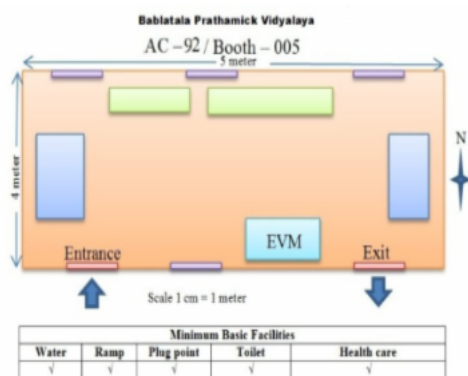 Bablatala Prathamick Vidyalaya
AC – 92 / Booth – 005
5 meter
4 meter
N
EVM
Entrance
Exit
Scale 1 cm = 1 meter
Minimum Basic Facilities
Water Ramp Plug point Toilet Health care
√ √ √ √ √